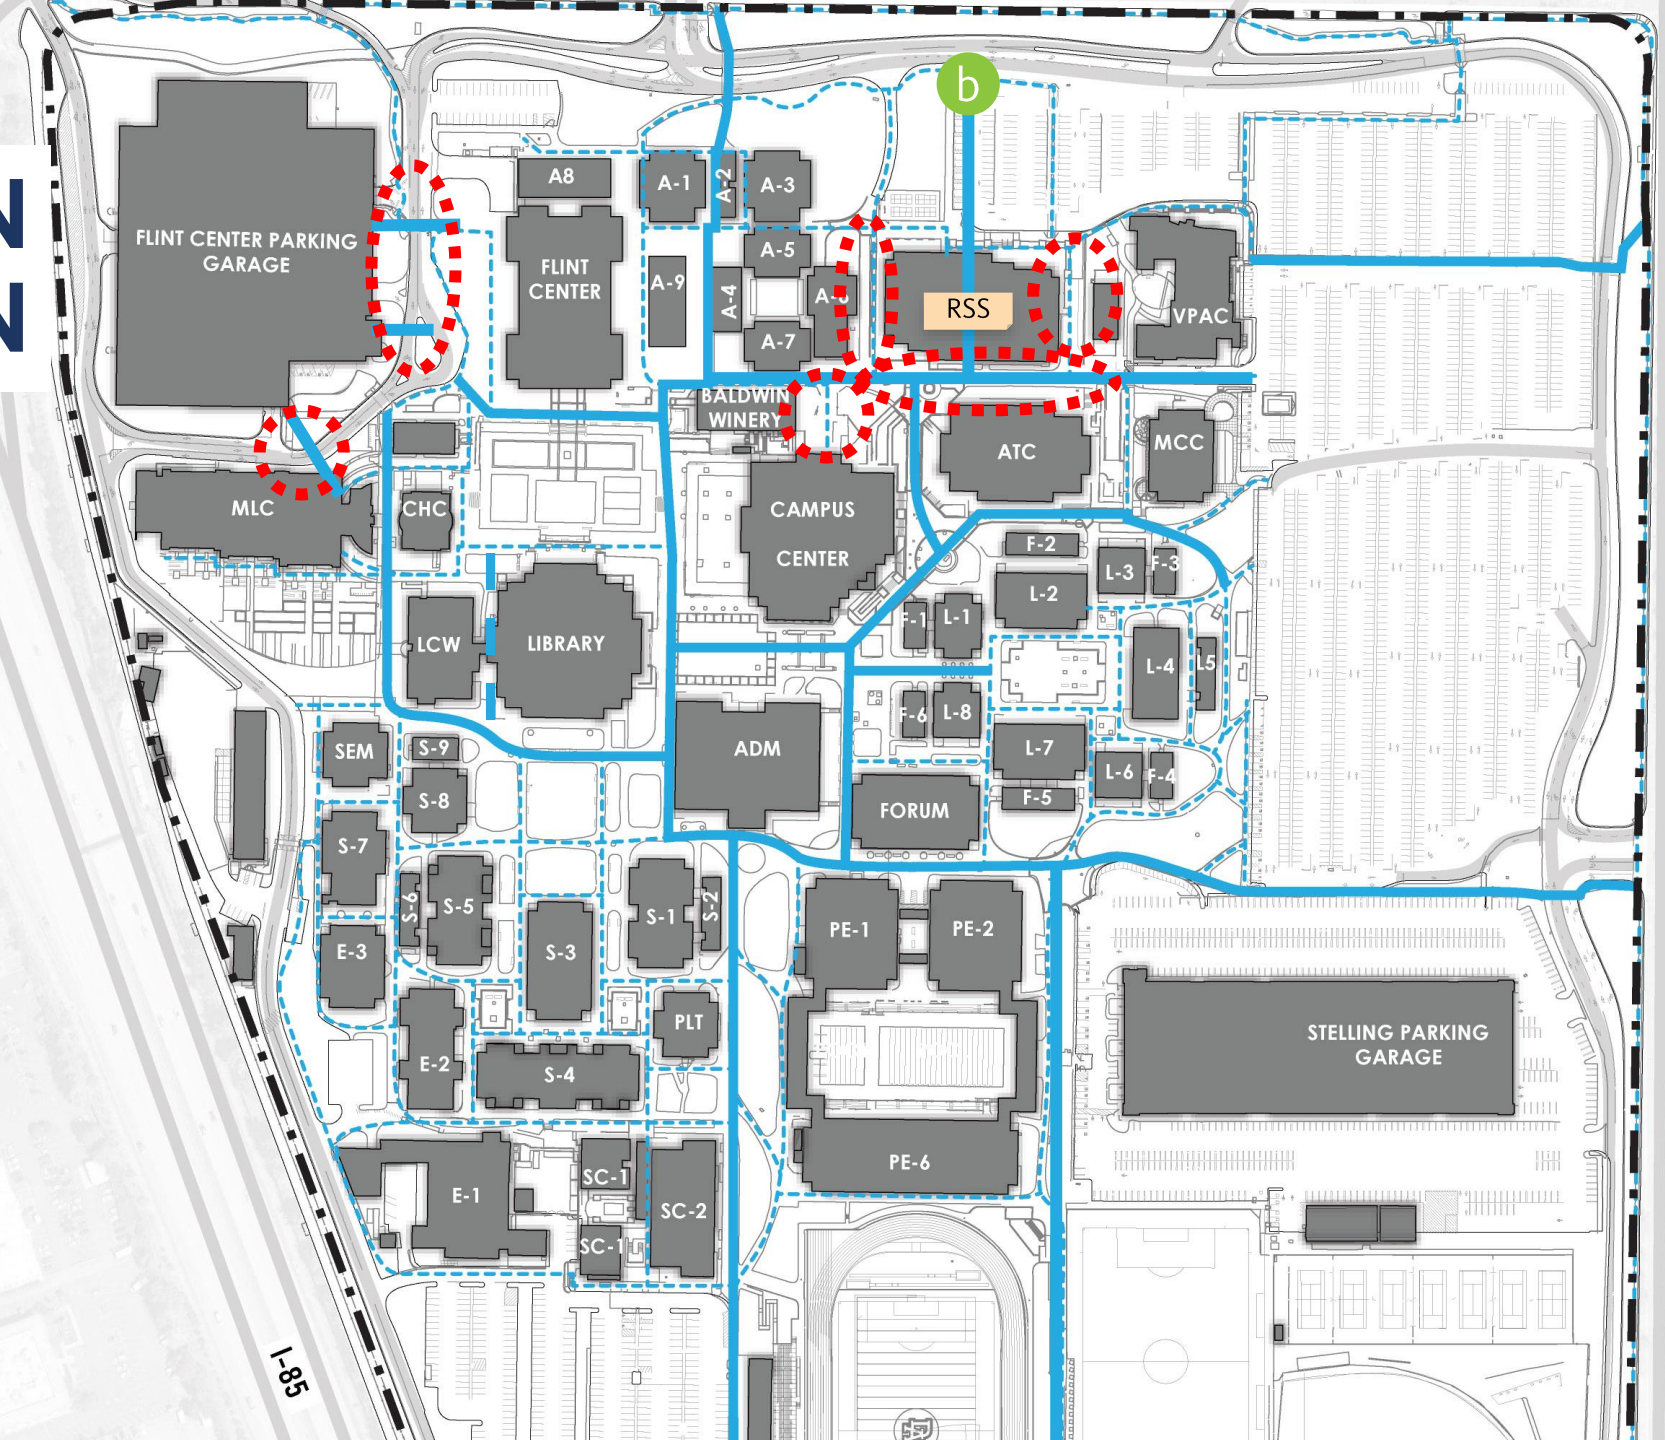 b
N
N
FLINT CENTER PARKING
GARAGE
A8
A-1
A-2
A-3
FLINT
CENTER
A-9
A-4
A-5
A-6
A-7
RSS
VPAC
BALDWIN
WINERY
ATC
MCC
MLC
CHC
CAMPUS
CENTER
F-2
L-3
F-3
L-2
F-1
L-1
LCW
LIBRARY
L-4
L5
F-6
L-8
ADM
L-7
L-6
F-4
F-5
FORUM
SEM
S-9
S-8
S-7
S-6
S-5
S-1
S-2
PE-1
PE-2
E-3
S-3
PLT
E-2
S-4
STELLING PARKING
GARAGE
PE-6
E-1
SC-1
SC-2
SC-1
I-85